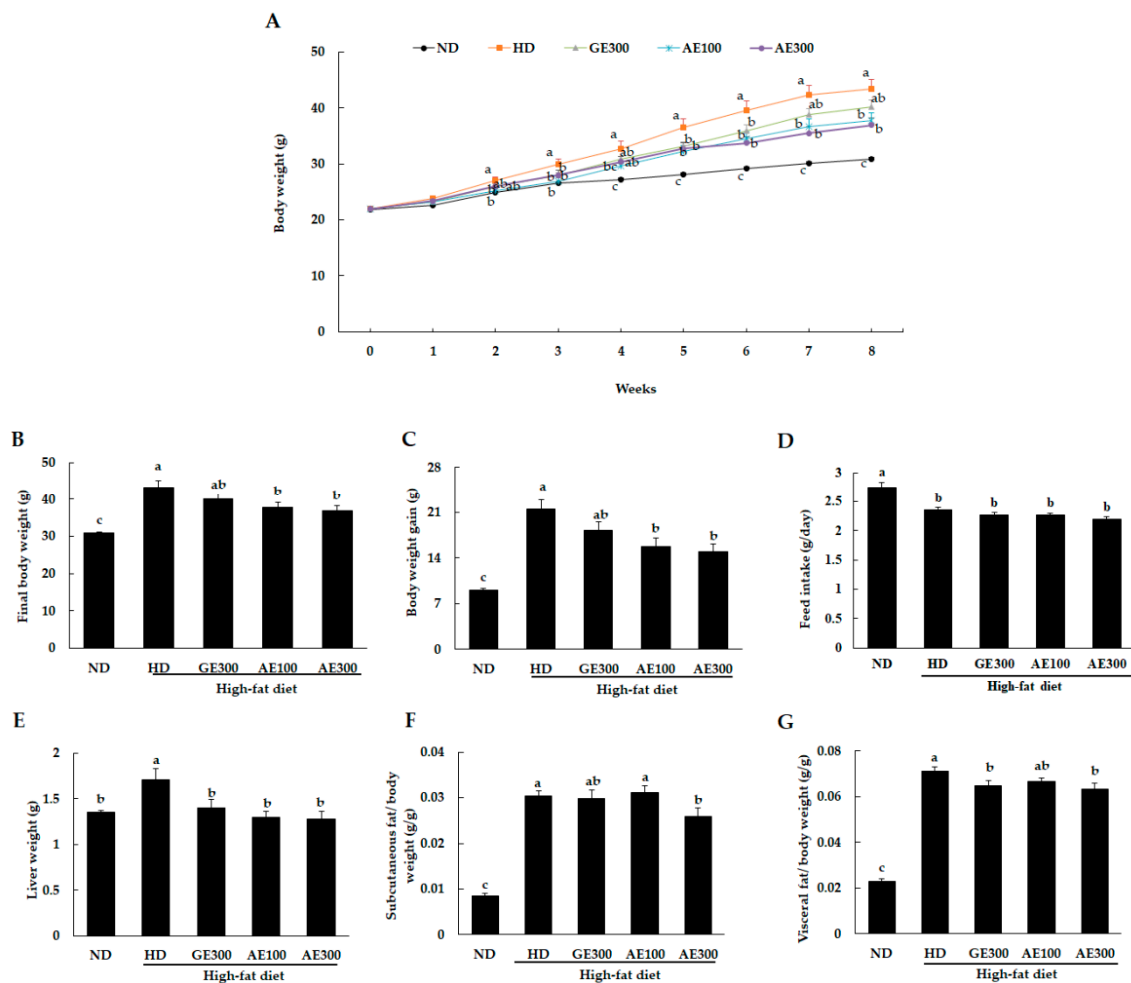 A
ND HD GE300 AE100 AE300
50
40
30
20
10
0
Body weight (g)
a a a a a a a
ab ab b b ab
b b b b b
b b b b b
ab ab b b
b b bc ab b
b b c c c c c
0 1 2 3 4 5 6 7 8
Weeks
B
Final body weight (g)
50
40
30
20
10
0
c a ab b b
ND HD GE300 AE100 AE300
High-fat diet
C
Body weight gain (g)
28
21
14
7
0
c a ab b b
ND HD GE300 AE100 AE300
High-fat diet
D
Feed intake (g/day)
3
2.5
2
1.5
1
0.5
0
a b b b b
ND HD GE300 AE100 AE300
High-fat diet
E
Liver weight (g)
2
1.5
1
0.5
0
b a b b b
ND HD GE300 AE100 AE300
High-fat diet
F
Subcutaneous fat/ body
weight (g/g)
0.04
0.03
0.02
0.01
0
c a ab a b
ND HD GE300 AE100 AE300
High-fat diet
G
Visceral fat/ body weight (g/g)
0.08
0.06
0.04
0.02
0
c a b ab b
ND HD GE300 AE100 AE300
High-fat diet